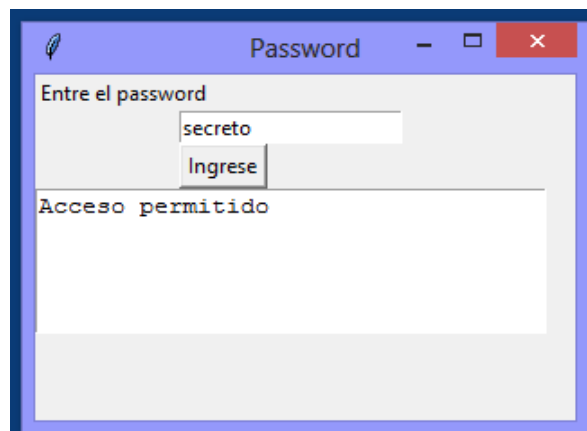 Password
Entre el password
secreto
Ingrese
Acceso permitido